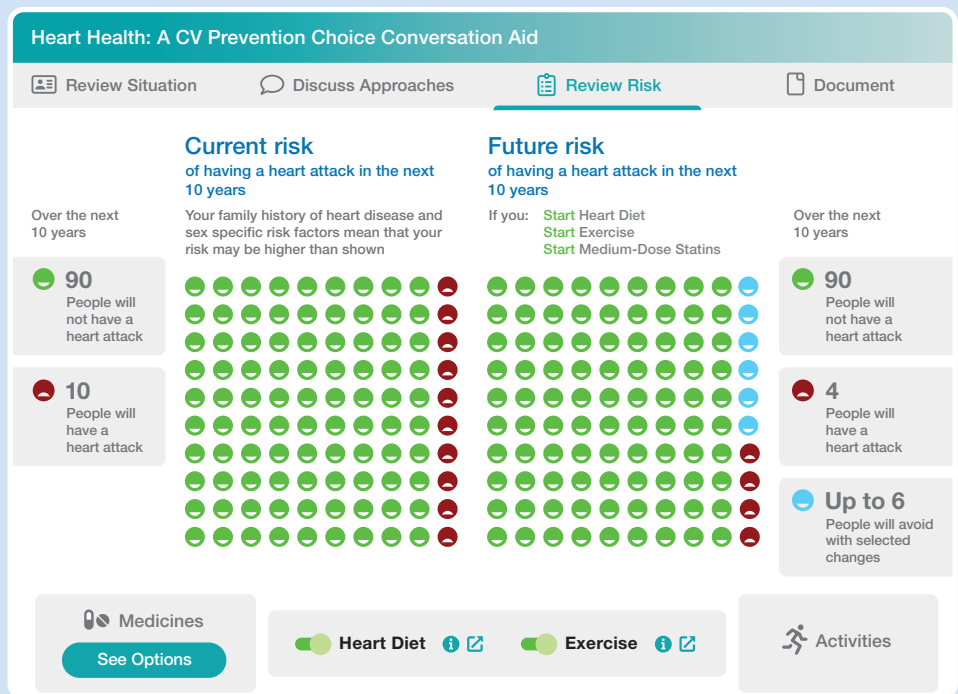 Heart Health: A CV Prevention Choice Conversation Aid
Review Situation
Discuss Approaches
Review Risk
Document
Over the next
10 years
90
People will
not have a
heart attack
10
People will
have a
heart attack
Current risk
of having a heart attack in the next
10 years
Your family history of heart disease and
sex specific risk factors mean that your
risk may be higher than shown
Future risk
of having a heart attack in the next
10 years
If you: Start Heart Diet
Start Exercise
Start Medium-Dose Statins
Over the next
10 years
90
People will
not have a
heart attack
4
People will
have a
heart attack
Up to 6
People will avoid
with selected
changes
Medicines
See Options
Heart Diet
Exercise
Activities